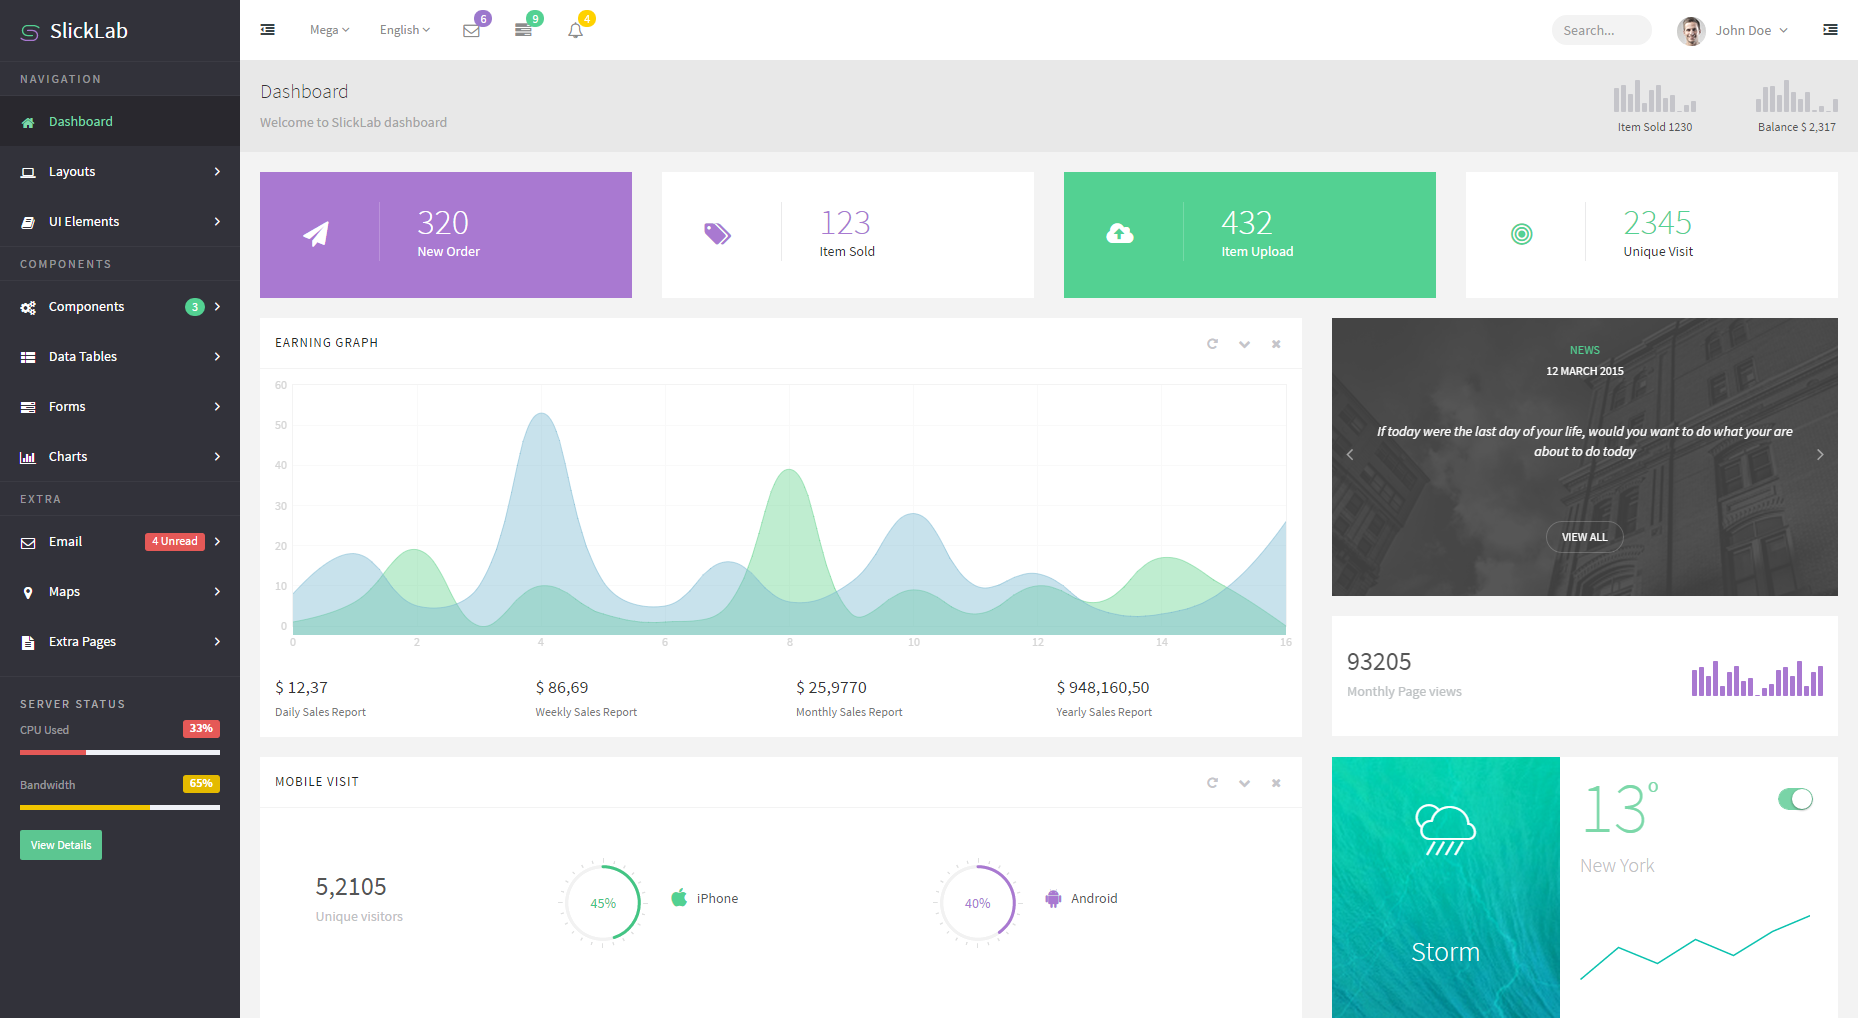 SlickLab
NAVIGATION
Dashboard
Layouts
UI Elements
COMPONENTS
Components 3
Data Tables
Forms
Charts
EXTRA
Email 4 Unread
Maps
Extra Pages
SERVER STATUS
CPU Used 33%
Bandwidth 65%
View Details
Mega English 6 9 4 Search... John Doe
Dashboard
Welcome to SlickLab dashboard
Item Sold 1230
Balance $ 2,317
320
New Order
123
Item Sold
432
Item Upload
2345
Unique Visit
EARNING GRAPH
60
50
40
30
20
10
0
0 2 4 6 8 10 12 14 16
$ 12,37
Daily Sales Report
$ 86,69
Weekly Sales Report
$ 25,9770
Monthly Sales Report
$ 948,160,50
Yearly Sales Report
NEWS
12 MARCH 2015
If today were the last day of your life, would you want to do what your are
about to do today
VIEW ALL
93205
Monthly Page views
MOBILE VISIT
5,2105
Unique visitors
45%
iPhone
40%
Android
Storm
13°
New York